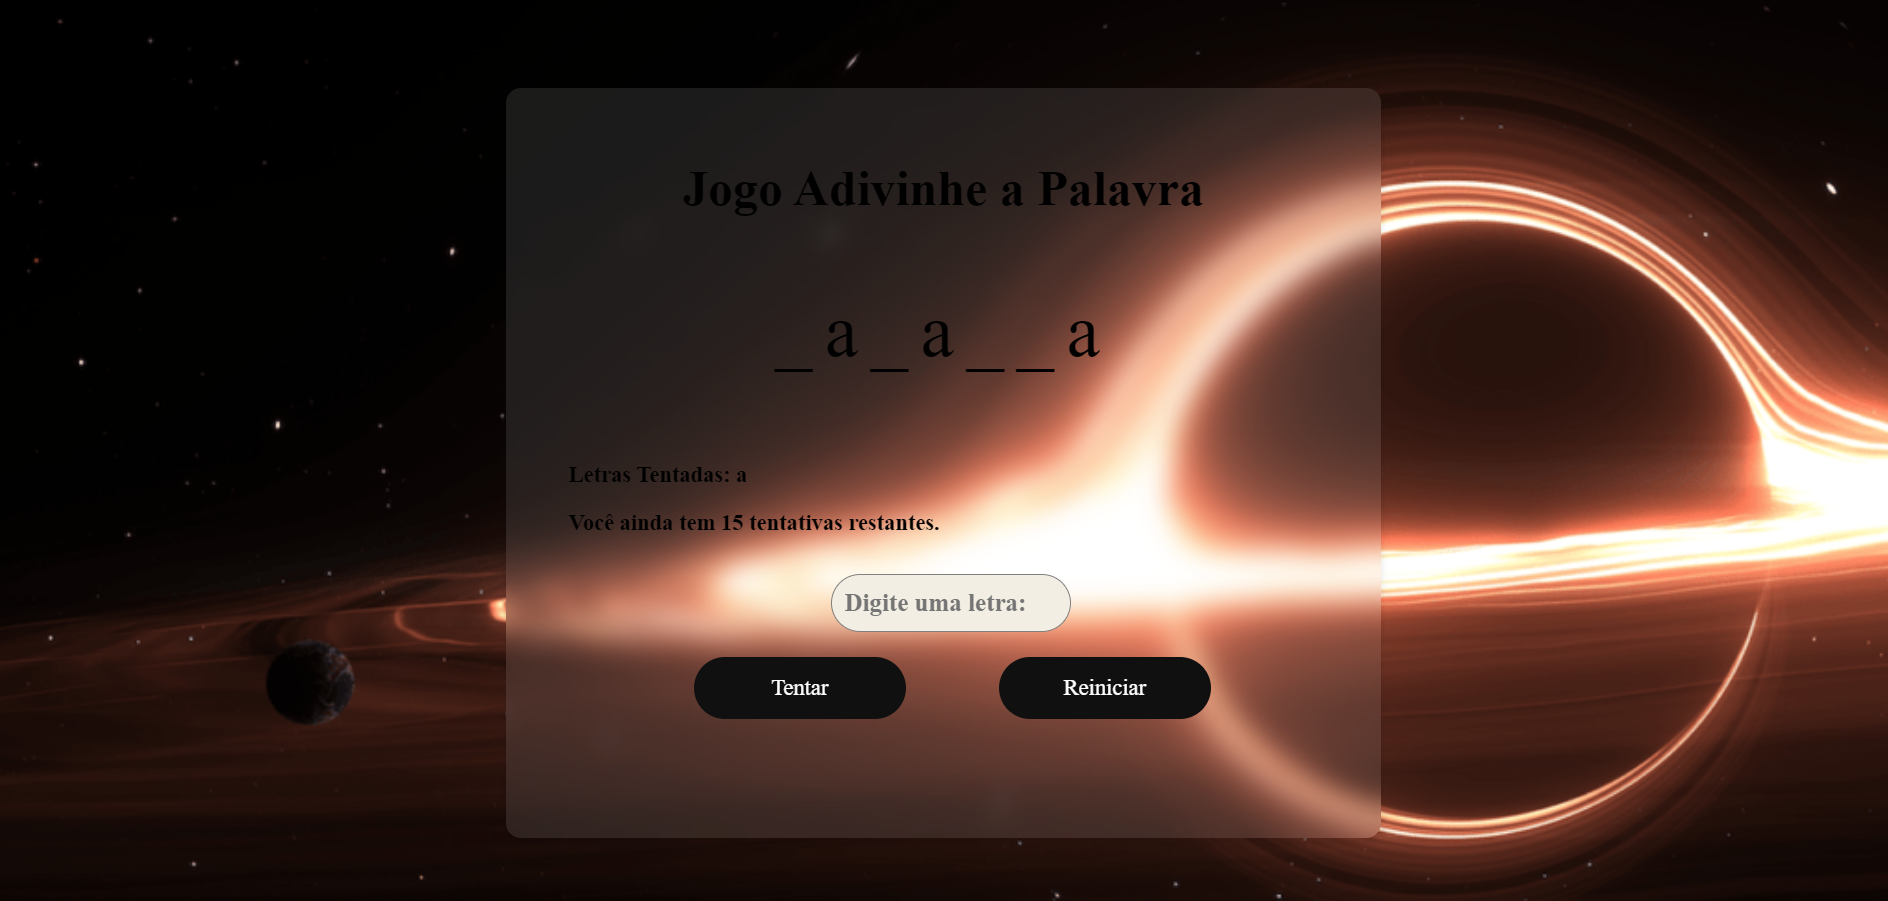 Jogo Adivinhe a Palavra
_ a _ a _ _ a
Letras Tentadas: a
Você ainda tem 15 tentativas restantes.
Digite uma letra:
Tentar Reiniciar